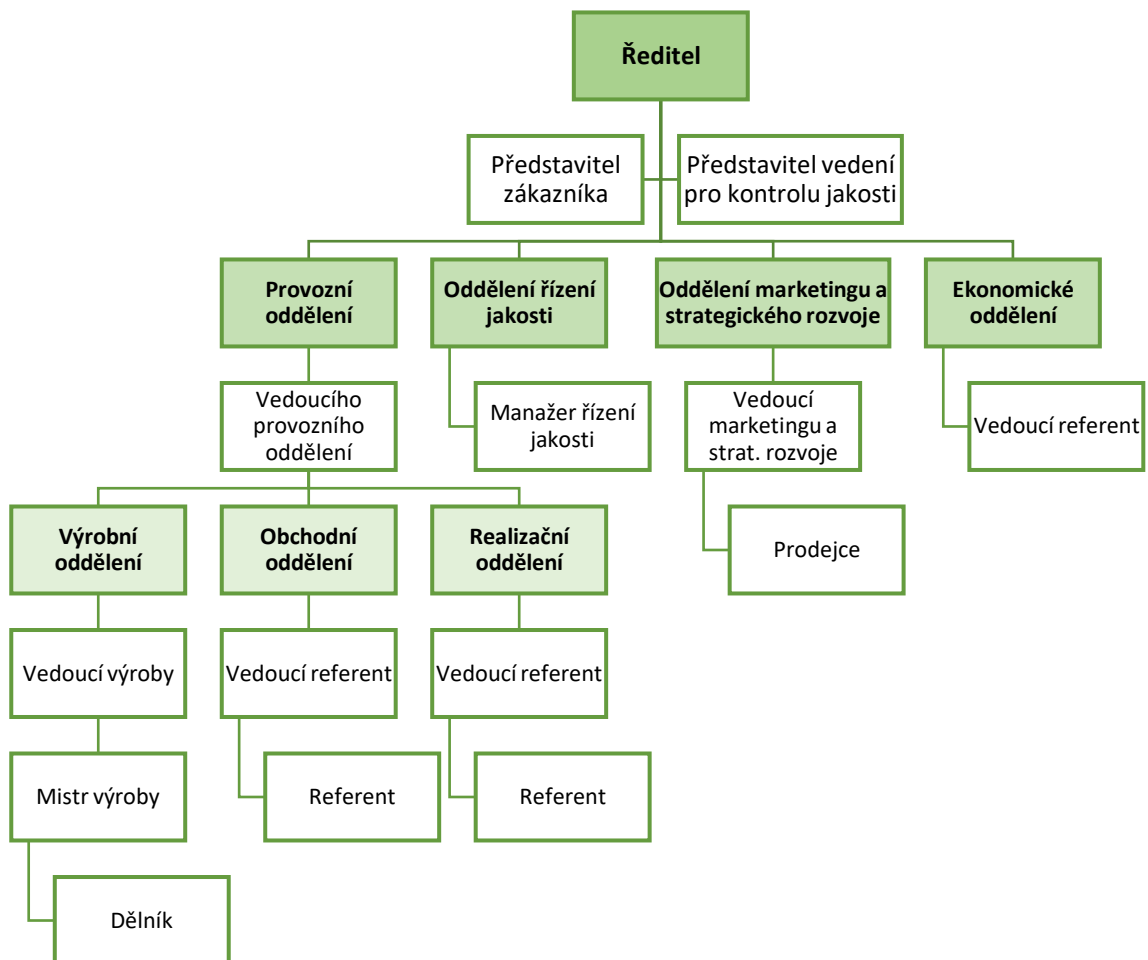 Ředitel
Představitel
zákazníka
Představitel vedení
pro kontrolu jakosti
Provozní
oddělení
Oddělení řízení
jakosti
Oddělení marketingu a
strategického rozvoje
Ekonomické
oddělení
Vedoucího
provozního
oddělení
Manažer řízení
jakosti
Vedoucí
marketingu a
strat. rozvoje
Vedoucí referent
Výrobní
oddělení
Obchodní
oddělení
Realizační
oddělení
Prodejce
Vedoucí výroby
Vedoucí referent
Vedoucí referent
Mistr výroby
Referent
Referent
Dělník